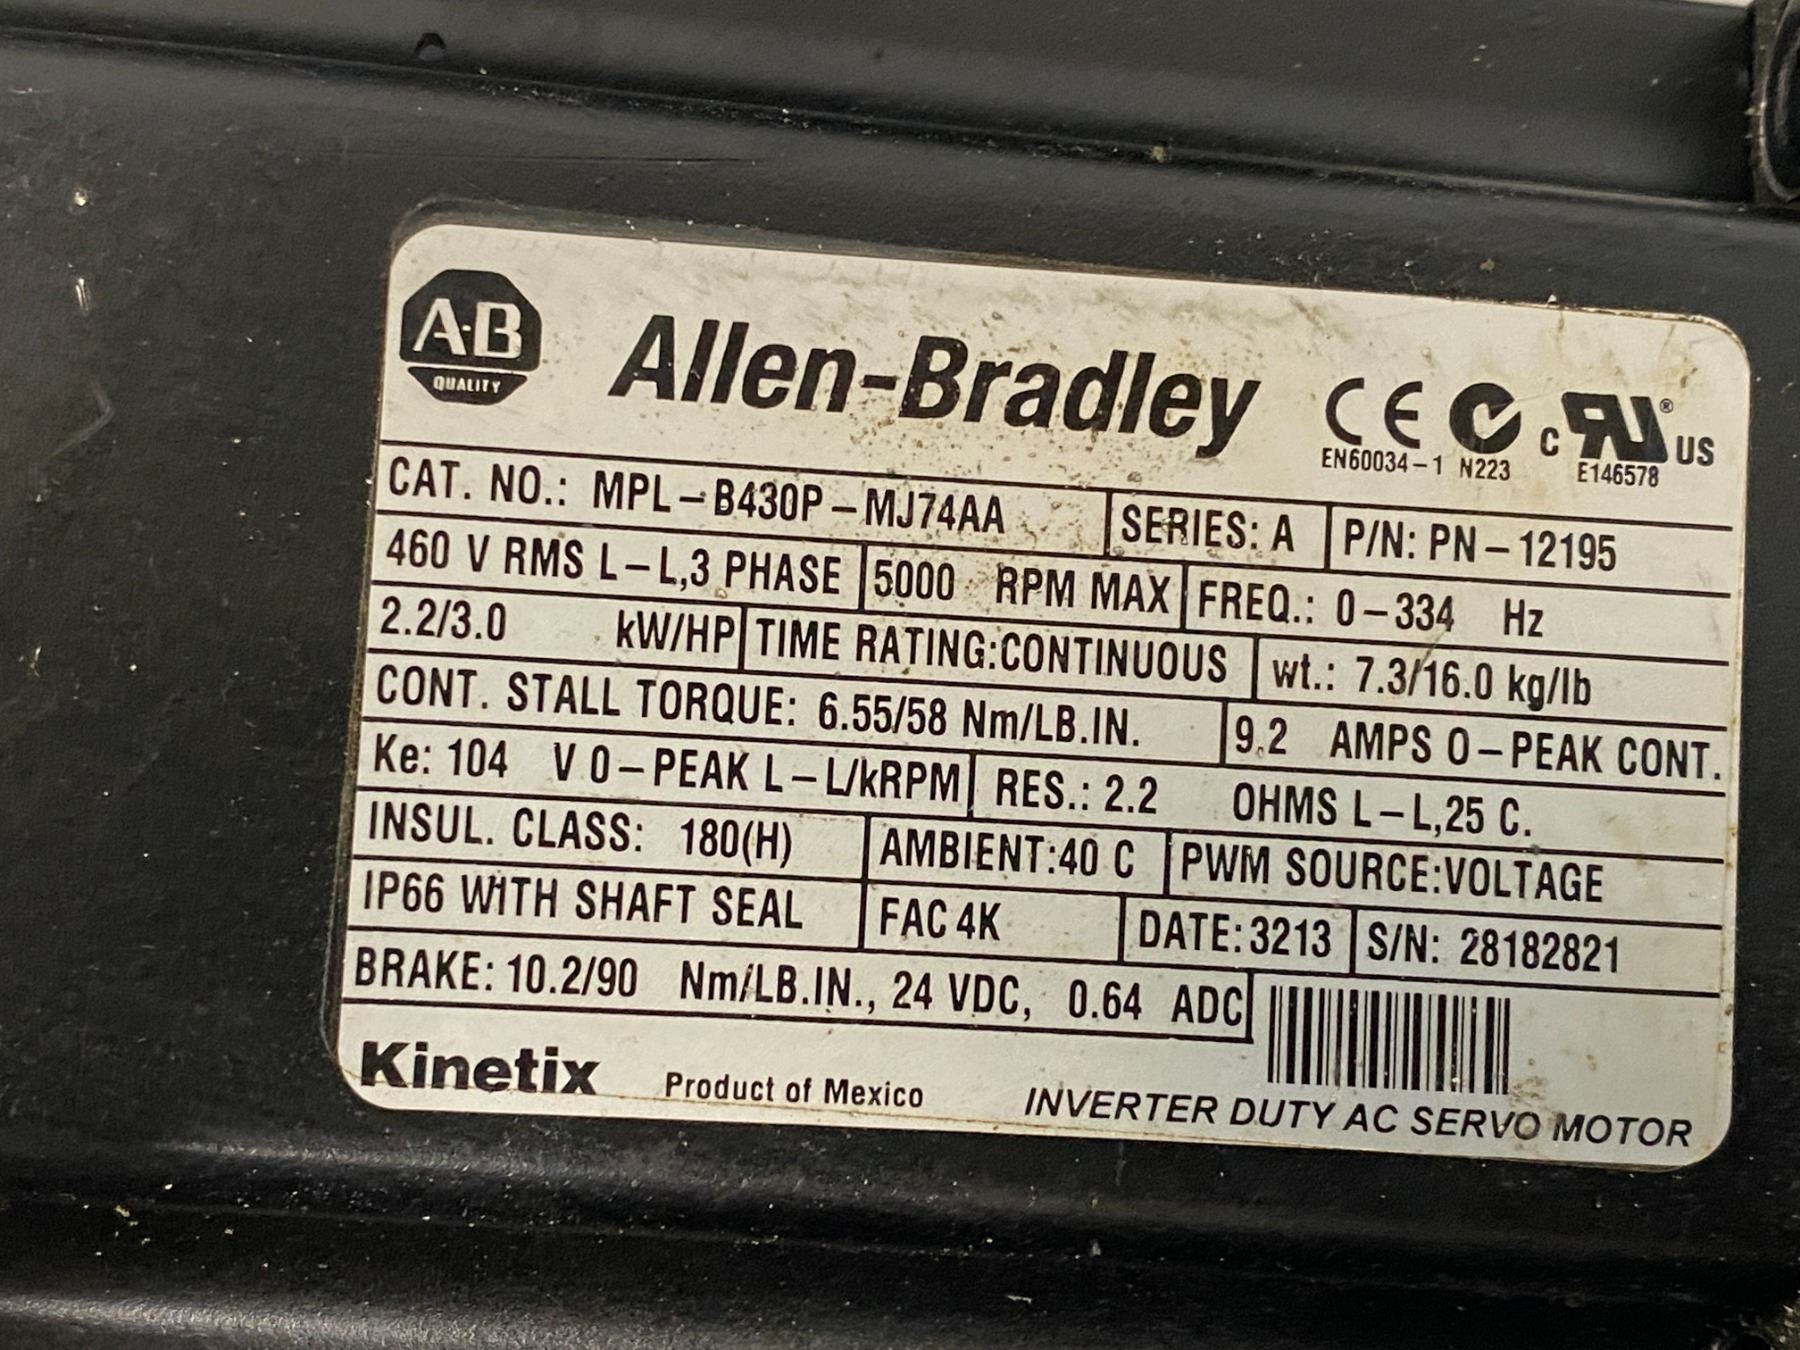 A-B
QUALITY
Allen-Bradley
CE
EN60034-1 N223
C RU® US
E146578
CAT. NO.: MPL-B430P-MJ74AA SERIES: A P/N: PN-12195
460 V RMS L-L,3 PHASE 5000 RPM MAX FREQ.: 0-334 Hz
2.2/3.0 kW/HP TIME RATING:CONTINUOUS wt.: 7.3/16.0 kg/lb
CONT. STALL TORQUE: 6.55/58 Nm/LB.IN. 9.2 AMPS 0-PEAK CONT.
Ke: 104 V 0-PEAK L-L/kRPM RES.: 2.2 OHMS L-L,25 C.
INSUL. CLASS: 180(H) AMBIENT:40 C PWM SOURCE:VOLTAGE
IP66 WITH SHAFT SEAL FAC 4K DATE: 3213 S/N: 28182821
BRAKE: 10.2/90 Nm/LB.IN., 24 VDC, 0.64 ADC
Kinetix Product of Mexico INVERTER DUTY AC SERVO MOTOR